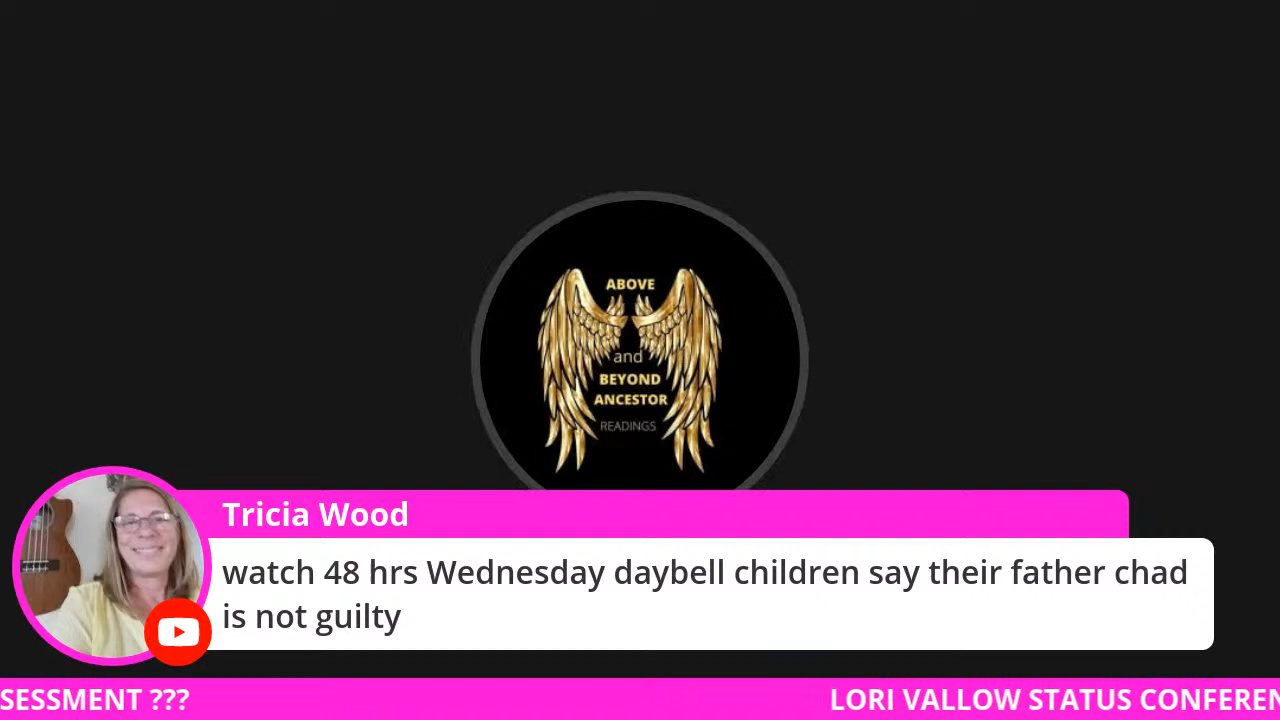 ABOVE
and
BEYOND
ANCESTOR
READINGS
Tricia Wood
watch 48 hrs Wednesday daybell children say their father chad
is not guilty
SESSMENT ??? LORI VALLOW STATUS CONFEREN